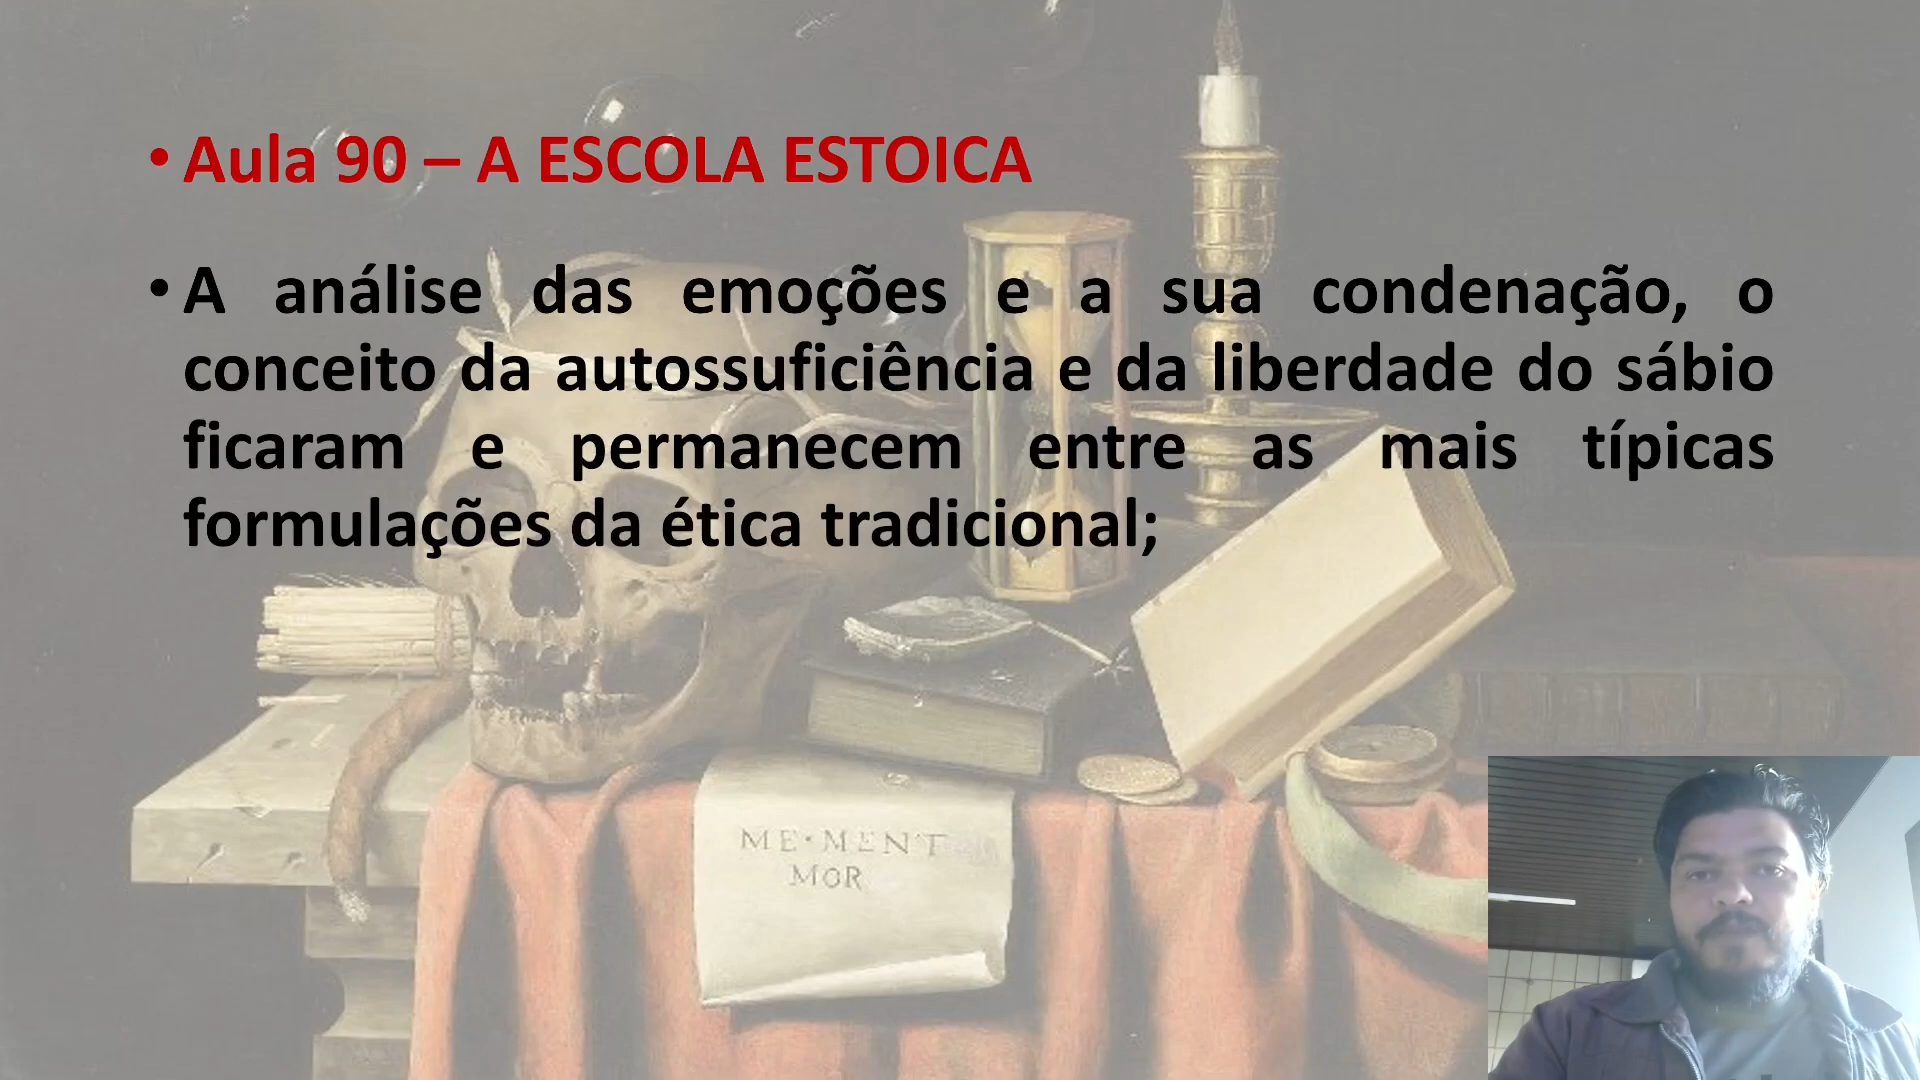 • Aula 90 – A ESCOLA ESTOICA
• A análise das emoções e a sua condenação, o
conceito da autossuficiência e da liberdade do sábio
ficaram e permanecem entre as mais típicas
formulações da ética tradicional;
ME·MENT
MOR